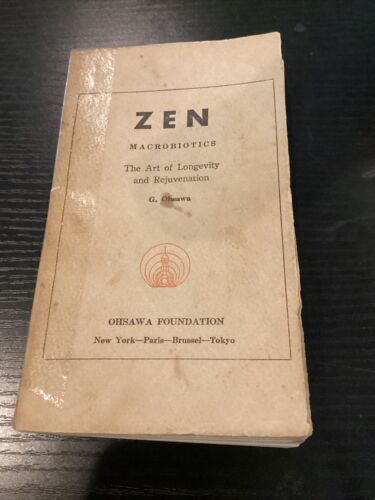 ZEN
MACROBIOTICS
The Art of Longevity
and Rejuvenation
G. Ohsawa
OHSAWA FOUNDATION
New York—Paris—Brussel—Tokyo